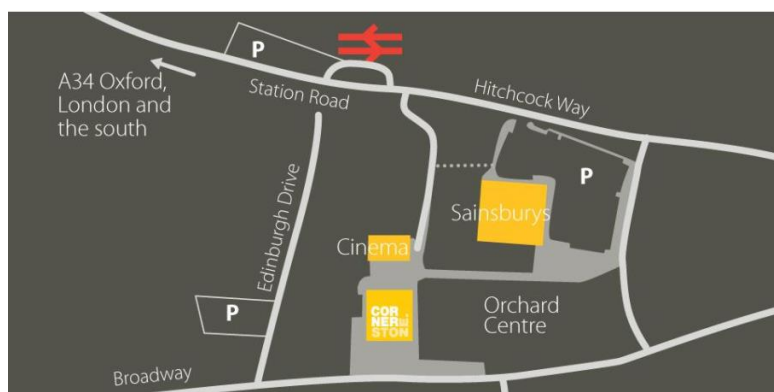 P
A34 Oxford,
London and
the south
Station Road
Hitchcock Way
P
Sainsburys
Cinema
Edinburgh Drive
P
COR
NER
STON
Orchard
Centre
Broadway